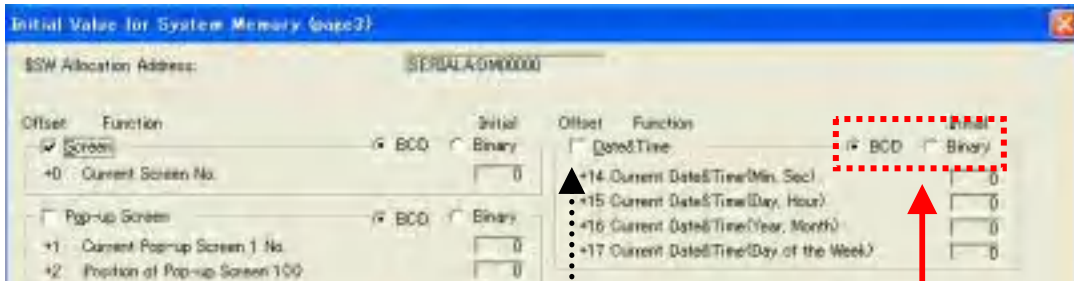 Initial Value for System Memory (page3)
$SW Allocation Address: SERIALA:DM00000
Offset Function Initial
Screen BCD Binary
+0 Current Screen No. 0
Pop-up Screen BCD Binary
+1 Current Pop-up Screen 1 No. 0
+2 Position of Pop-up Screen 100 0
Offset Function Initial
Date&Time BCD Binary
+14 Current Date&Time(Min, Sec) 0
+15 Current Date&Time(Day, Hour) 0
+16 Current Date&Time(Year, Month) 0
+17 Current Date&Time(Day of the Week) 0